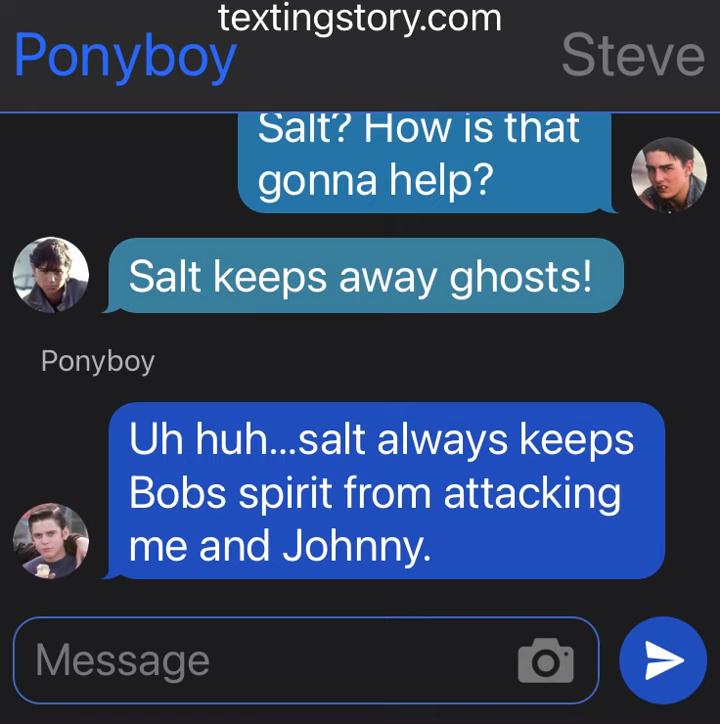 textingstory.com
Ponyboy
Steve
Salt? How is that
gonna help?
Salt keeps away ghosts!
Ponyboy
Uh huh...salt always keeps
Bobs spirit from attacking
me and Johnny.
Message